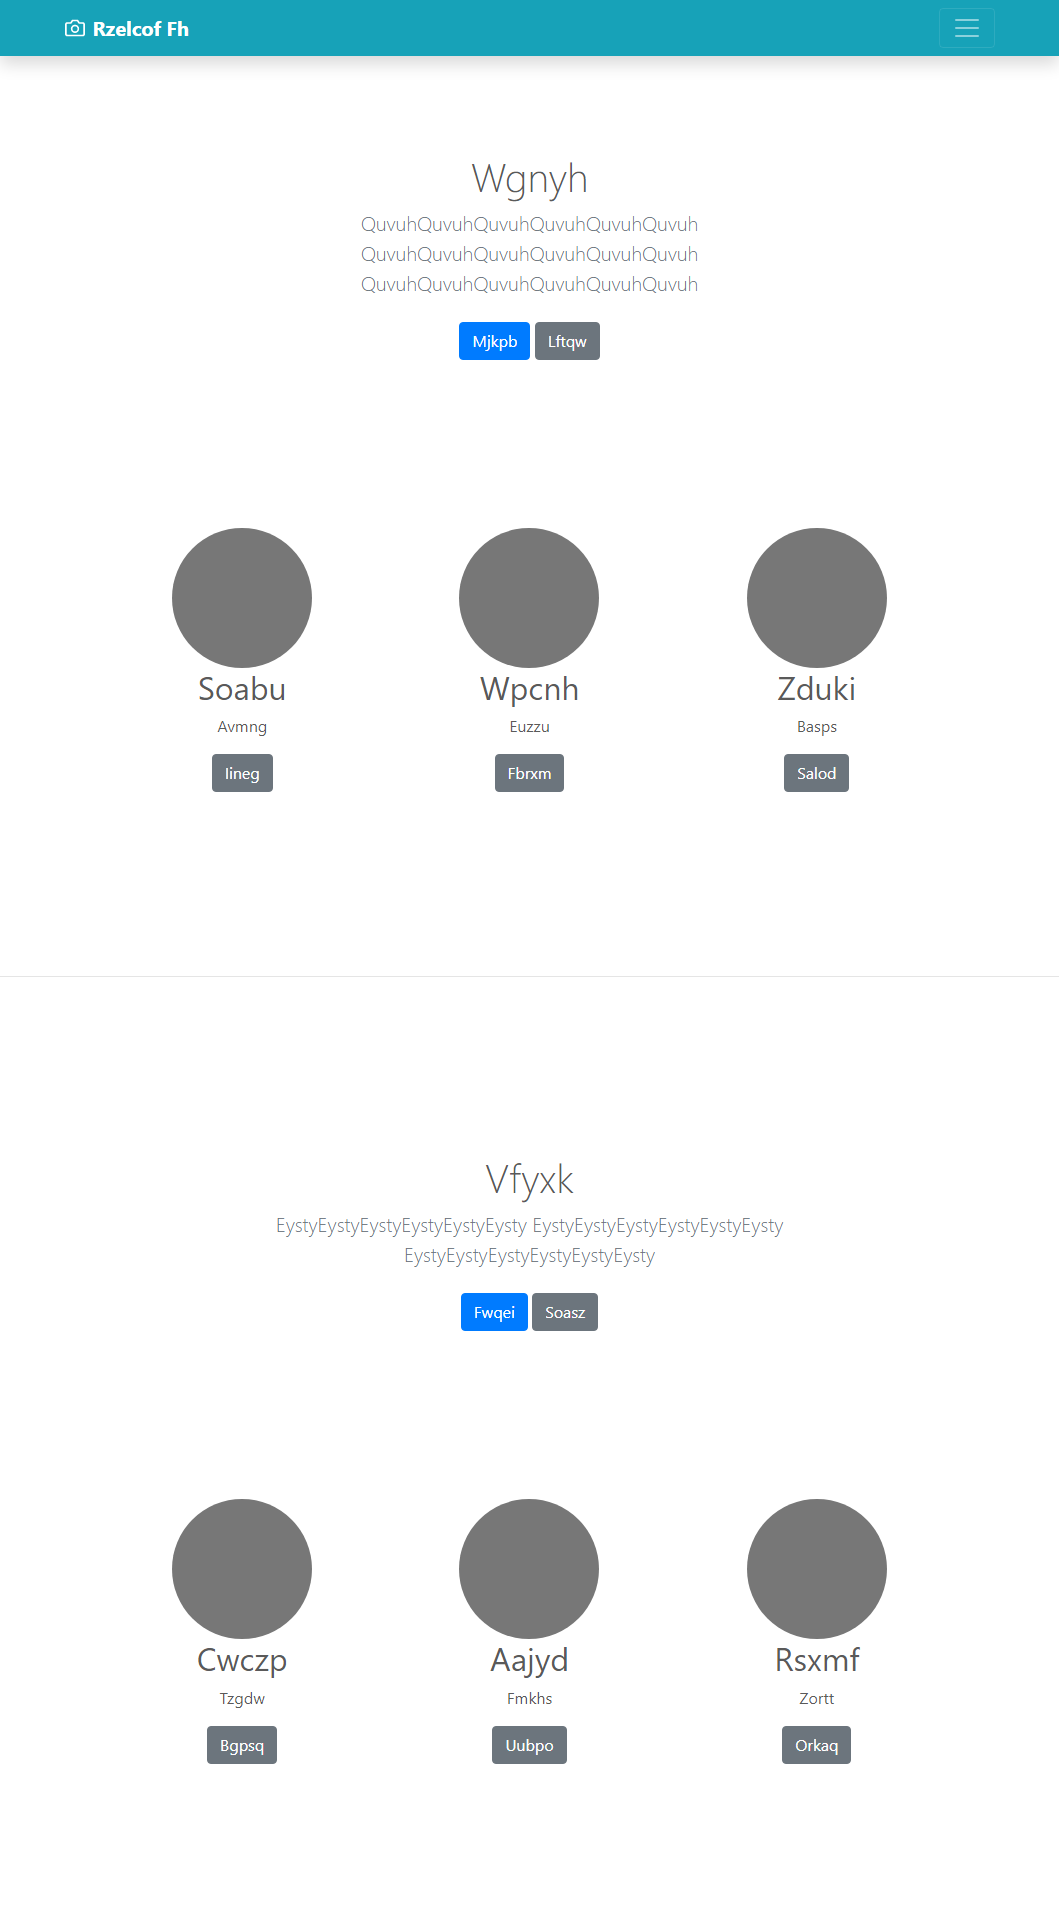 Rzelcof Fh
Wgnyh
QuvuhQuvuhQuvuhQuvuhQuvuhQuvuh
QuvuhQuvuhQuvuhQuvuhQuvuhQuvuh
QuvuhQuvuhQuvuhQuvuhQuvuhQuvuh
Mjkpb Lftqw
Soabu Wpcnh Zduki
Avmng Euzzu Basps
Iineg Fbrxm Salod
Vfyxk
EystyEystyEystyEystyEystyEysty EystyEystyEystyEystyEystyEysty
EystyEystyEystyEystyEystyEysty
Fwqei Soasz
Cwczp Aajyd Rsxmf
Tzgdw Fmkhs Zortt
Bgpsq Uubpo Orkaq